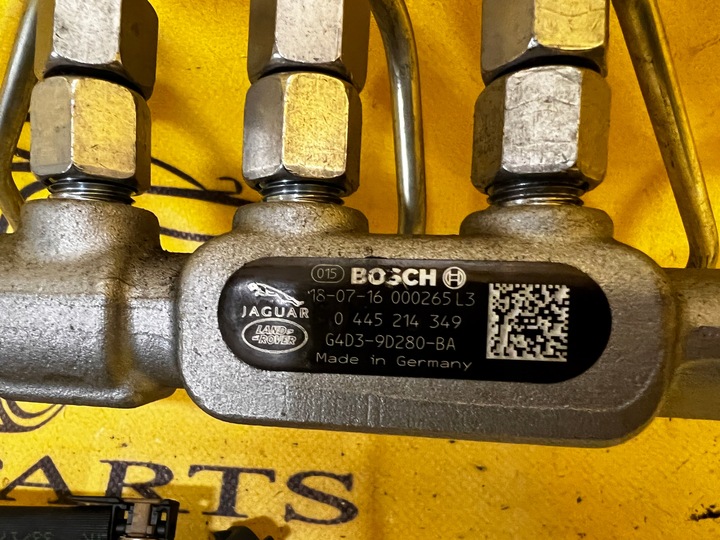 015 BOSCH
18-07-16 000265 L3
JAGUAR
0 445 214 349
LAND-
-ROVER
G4D3-9D280-BA
Made in Germany
ARTS